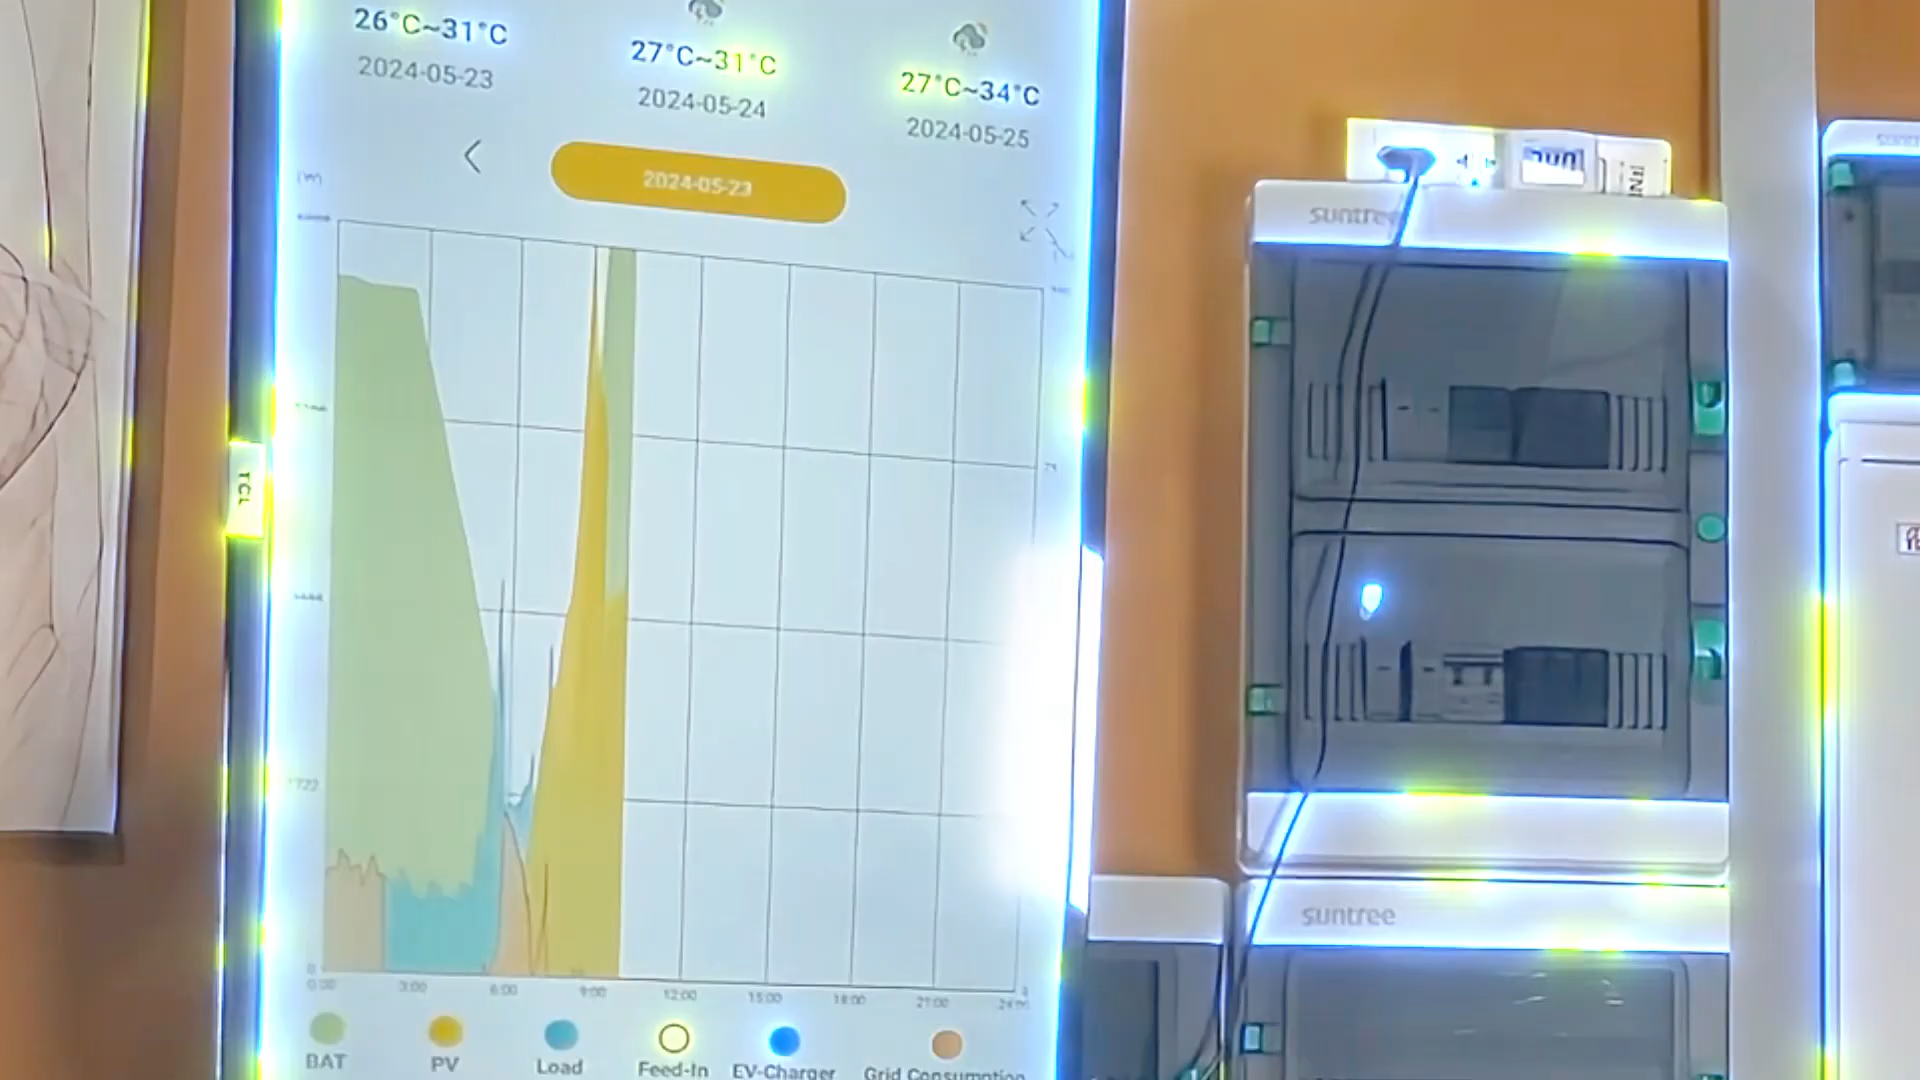 26°C~31°C
27°C~31°C
27°C~34°C
2024-05-23
2024-05-24
2024-05-25
2024-05-23
(W)
suntree
TCL
0
0:00
3:00
6:00
9:00
12:00
15:00
18:00
21:00
BAT
PV
Load
Feed-In
EV-Charger
Grid Consumption
suntree